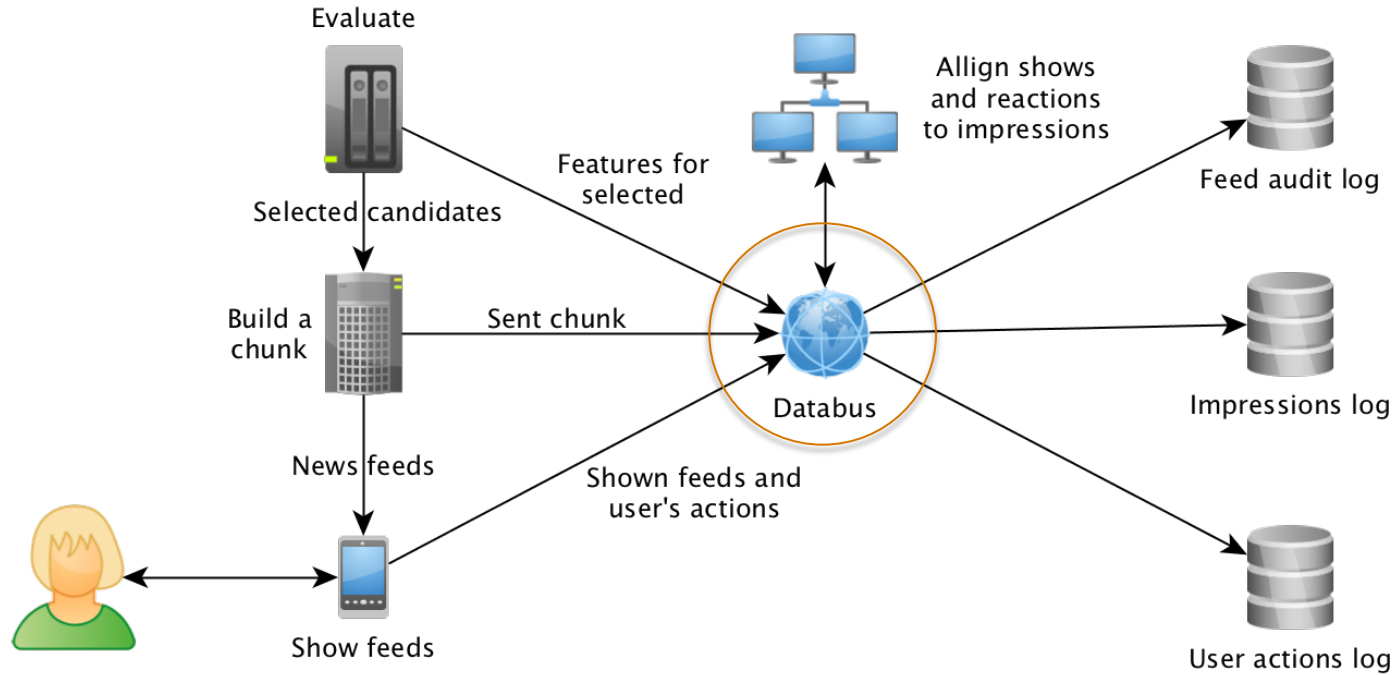 Evaluate
Allign shows
and reactions
to impressions
Features for
selected
Feed audit log
Selected candidates
Build a
chunk
Sent chunk
Databus
Impressions log
News feeds
Shown feeds and
user's actions
Show feeds
User actions log